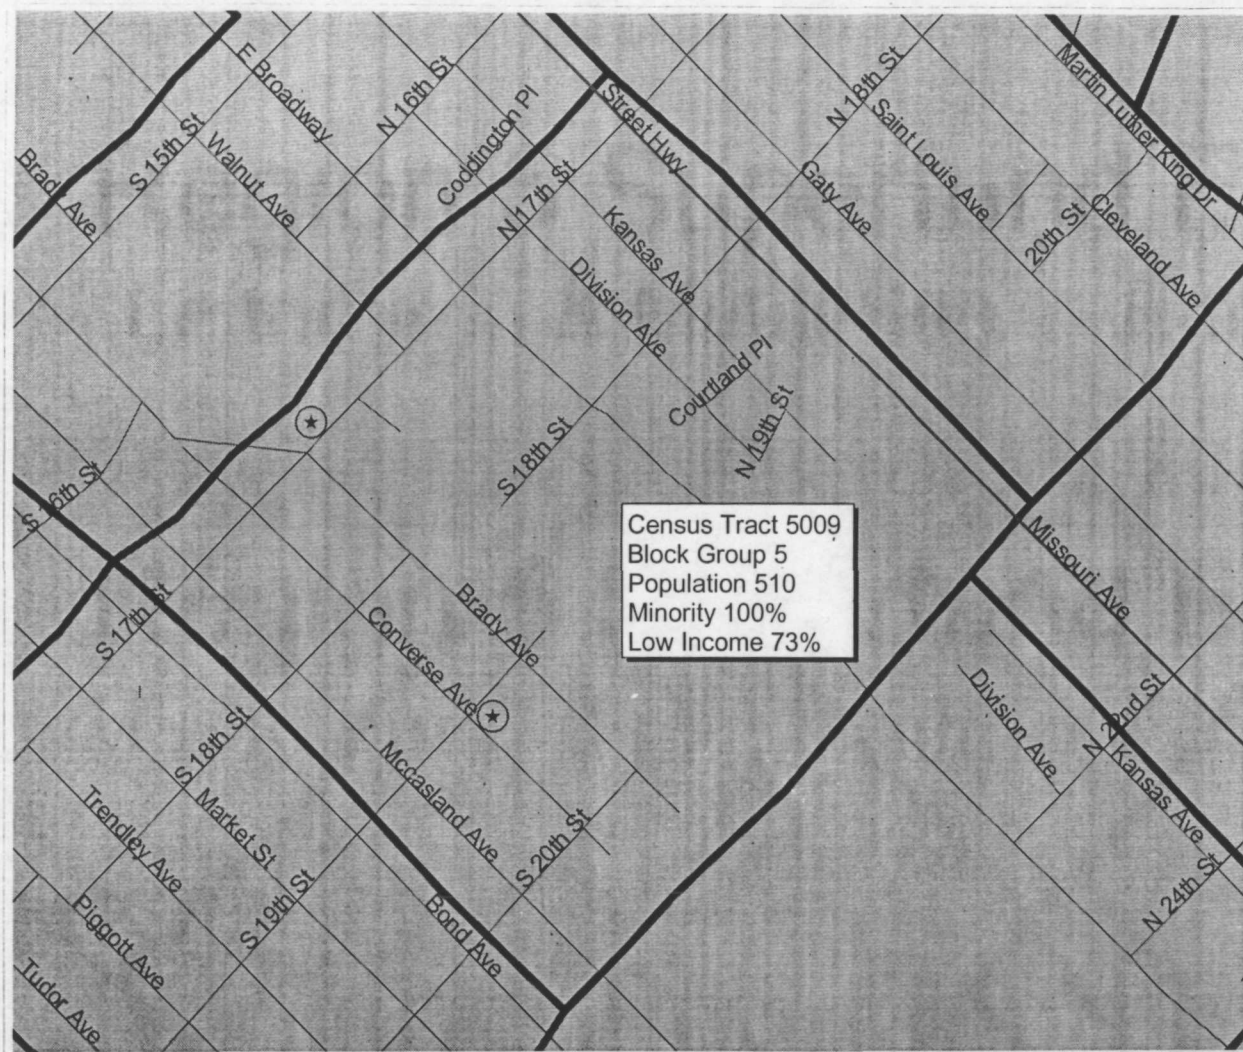 E Broadway
N 16th St
Coddington Pl
Street Hwy
N 18th St
Saint Louis Ave
Martin Luther King Dr
S 15th St
Walnut Ave
Brady Ave
N 17th St
Kansas Ave
Division Ave
Gaty Ave
20th St
Cleveland Ave
Courtland Pl
N 19th St
S 18th St
S 16th St
Census Tract 5009
Block Group 5
Population 510
Minority 100%
Low Income 73%
Missouri Ave
S 17th St
Converse Ave
Brady Ave
Division Ave
N 22nd St
Kansas Ave
S 18th St
Mccasland Ave
Market St
Trendley Ave
S 20th St
S 19th St
Bond Ave
N 24th St
Piggott Ave
Tudor Ave